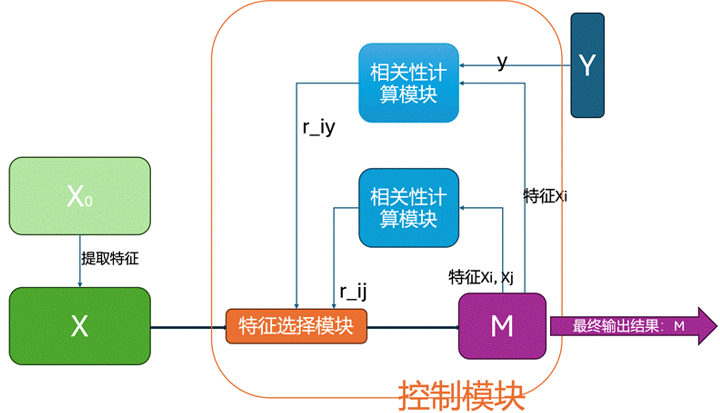 相关性计
算模块
y
Y
r_iy
X₀
相关性计
算模块
特征Xi
提取特征
特征Xi, Xj
r_ij
X
特征选择模块
M
最终输出结果：M
控制模块